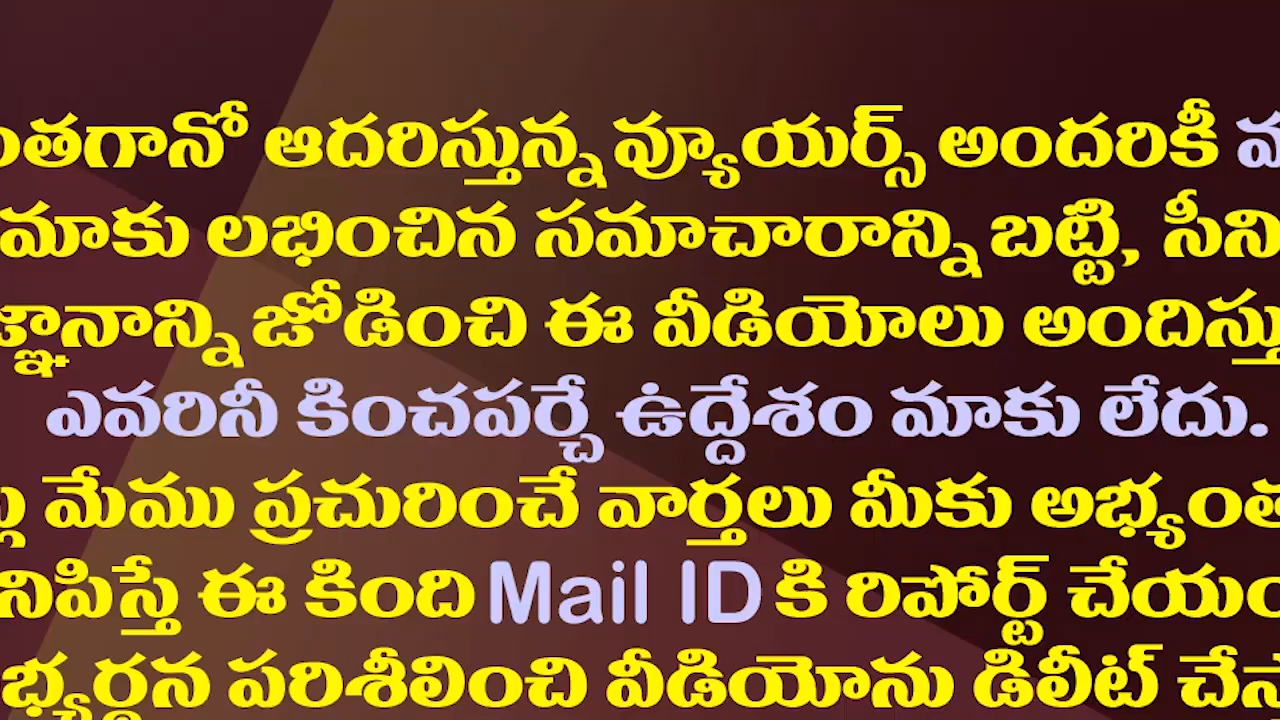 ఆదరిస్తున్న వ్యూయర్స్ అందరికీ
మాకు లభించిన సమాచారాన్ని బట్టి,
జోడించి ఈ వీడియోలు
ఎవరినీ కించపర్చే ఉద్దేశం మాకు లేదు.
మేము ప్రచురించే వార్తలు మీకు
ఈ కింది Mail ID కి రిపోర్ట్
పరిశీలించి వీడియోను డిలీట్